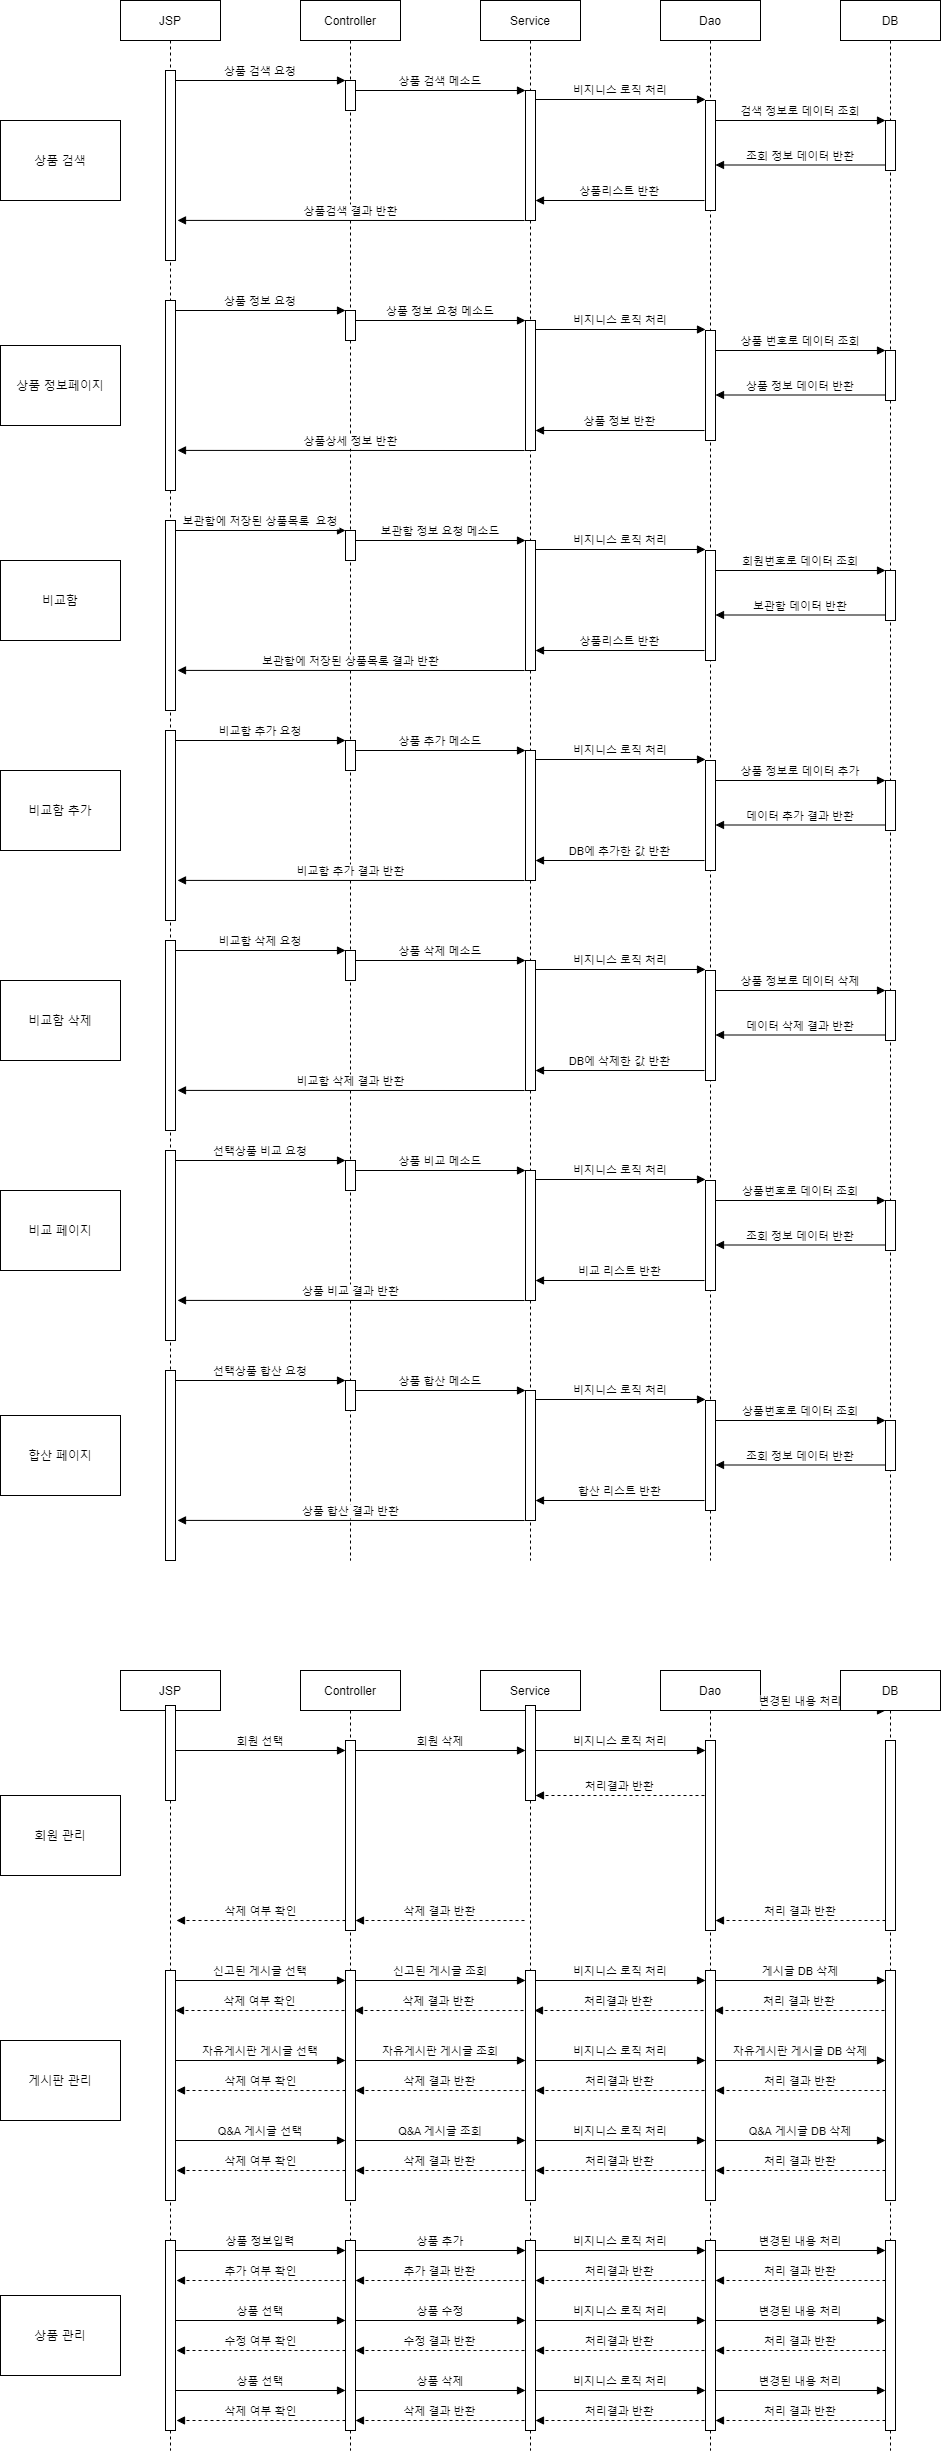 JSP
Controller
Service
Dao
DB
상품 검색 요청
상품 검색 메소드
비지니스 로직 처리
검색 정보로 데이터 조회
상품 검색
조회 정보 데이터 반환
상품리스트 반환
상품검색 결과 반환
상품 정보 요청
상품 정보 요청 메소드
비지니스 로직 처리
상품 번호로 데이터 조회
상품 정보페이지
상품 정보 데이터 반환
상품 정보 반환
상품상세 정보 반환
보관함에 저장된 상품목록 요청
보관함 정보 요청 메소드
비지니스 로직 처리
회원번호로 데이터 조회
비교함
보관함 데이터 반환
상품리스트 반환
보관함에 저장된 상품목록 결과 반환
비교함 추가 요청
상품 추가 메소드
비지니스 로직 처리
상품 정보로 데이터 추가
비교함 추가
데이터 추가 결과 반환
DB에 추가한 값 반환
비교함 추가 결과 반환
비교함 삭제 요청
상품 삭제 메소드
비지니스 로직 처리
상품 정보로 데이터 삭제
비교함 삭제
데이터 삭제 결과 반환
DB에 삭제한 값 반환
비교함 삭제 결과 반환
선택상품 비교 요청
상품 비교 메소드
비지니스 로직 처리
상품번호로 데이터 조회
비교 페이지
조회 정보 데이터 반환
비교 리스트 반환
상품 비교 결과 반환
선택상품 합산 요청
상품 합산 메소드
비지니스 로직 처리
상품번호로 데이터 조회
합산 페이지
조회 정보 데이터 반환
합산 리스트 반환
상품 합산 결과 반환
JSP
Controller
Service
Dao
DB
변경된 내용 처리
회원 선택
회원 삭제
비지니스 로직 처리
처리결과 반환
회원 관리
삭제 여부 확인
삭제 결과 반환
처리 결과 반환
신고된 게시글 선택
신고된 게시글 조회
비지니스 로직 처리
게시글 DB 삭제
삭제 여부 확인
삭제 결과 반환
처리결과 반환
처리 결과 반환
게시판 관리
자유게시판 게시글 선택
자유게시판 게시글 조회
비지니스 로직 처리
자유게시판 게시글 DB 삭제
삭제 여부 확인
삭제 결과 반환
처리결과 반환
처리 결과 반환
Q&A 게시글 선택
Q&A 게시글 조회
비지니스 로직 처리
Q&A 게시글 DB 삭제
삭제 여부 확인
삭제 결과 반환
처리결과 반환
처리 결과 반환
상품 정보입력
상품 추가
비지니스 로직 처리
변경된 내용 처리
추가 여부 확인
추가 결과 반환
처리결과 반환
처리 결과 반환
상품 관리
상품 선택
상품 수정
비지니스 로직 처리
변경된 내용 처리
수정 여부 확인
수정 결과 반환
처리결과 반환
처리 결과 반환
상품 선택
상품 삭제
비지니스 로직 처리
변경된 내용 처리
삭제 여부 확인
삭제 결과 반환
처리결과 반환
처리 결과 반환